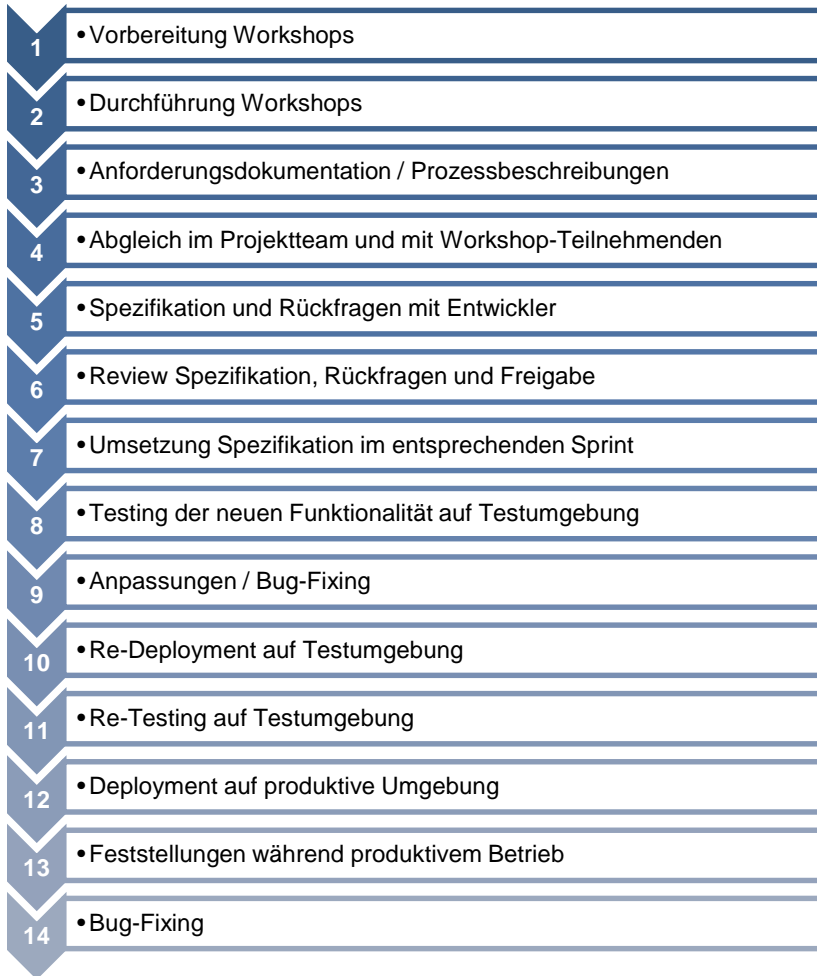 1 • Vorbereitung Workshops
2 • Durchführung Workshops
3 • Anforderungsdokumentation / Prozessbeschreibungen
4 • Abgleich im Projektteam und mit Workshop-Teilnehmenden
5 • Spezifikation und Rückfragen mit Entwickler
6 • Review Spezifikation, Rückfragen und Freigabe
7 • Umsetzung Spezifikation im entsprechenden Sprint
8 • Testing der neuen Funktionalität auf Testumgebung
9 • Anpassungen / Bug-Fixing
10 • Re-Deployment auf Testumgebung
11 • Re-Testing auf Testumgebung
12 • Deployment auf produktive Umgebung
13 • Feststellungen während produktivem Betrieb
14 • Bug-Fixing